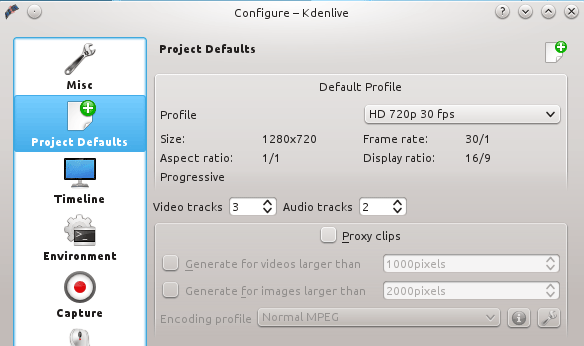 Configure – Kdenlive
Misc
Project Defaults
Timeline
Environment
Capture
Project Defaults
Default Profile
Profile HD 720p 30 fps
Size: 1280x720 Frame rate: 30/1
Aspect ratio: 1/1 Display ratio: 16/9
Progressive
Video tracks 3 Audio tracks 2
Proxy clips
Generate for videos larger than 1000pixels
Generate for images larger than 2000pixels
Encoding profile Normal MPEG